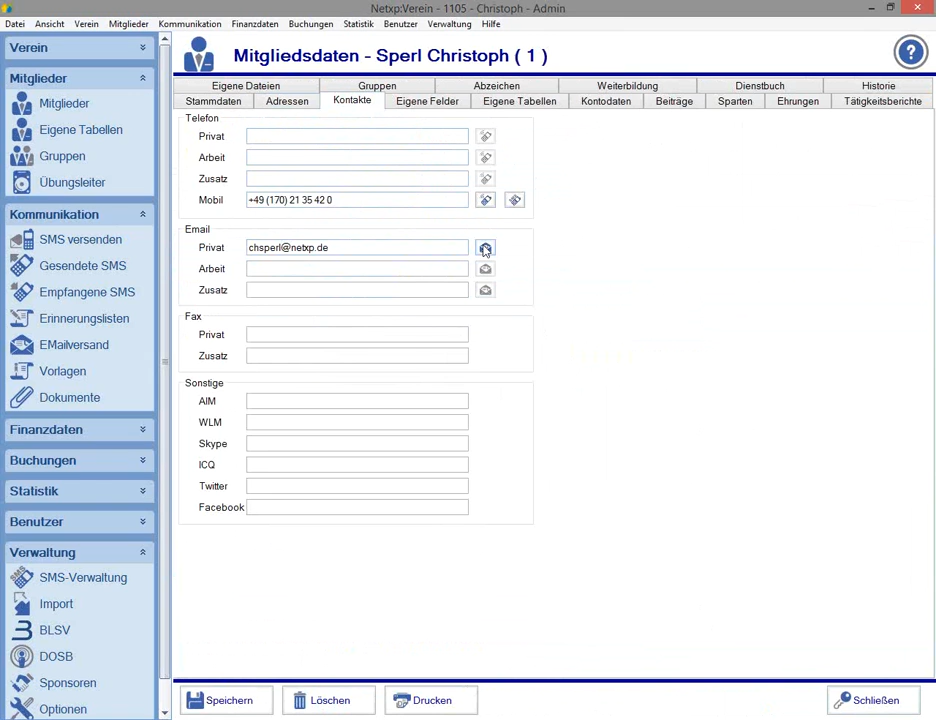 Netxp:Verein - 1105 - Christoph - Admin
Datei Ansicht Verein Mitglieder Kommunikation Finanzdaten Buchungen Statistik Benutzer Verwaltung Hilfe
Verein
Mitglieder
Mitglieder
Eigene Tabellen
Gruppen
Übungsleiter
Kommunikation
SMS versenden
Gesendete SMS
Empfangene SMS
Erinnerungslisten
EMailversand
Vorlagen
Dokumente
Finanzdaten
Buchungen
Statistik
Benutzer
Verwaltung
SMS-Verwaltung
Import
BLSV
DOSB
Sponsoren
Optionen
Mitgliedsdaten - Sperl Christoph ( 1 )
Eigene Dateien Gruppen Abzeichen Weiterbildung Dienstbuch Historie
Stammdaten Adressen Kontakte Eigene Felder Eigene Tabellen Kontodaten Beiträge Sparten Ehrungen Tätigkeitsberichte
Telefon
Privat
Arbeit
Zusatz
Mobil +49 (170) 21 35 42 0
Email
Privat chsperl@netxp.de
Arbeit
Zusatz
Fax
Privat
Zusatz
Sonstige
AIM
WLM
Skype
ICQ
Twitter
Facebook
Speichern Löschen Drucken Schließen